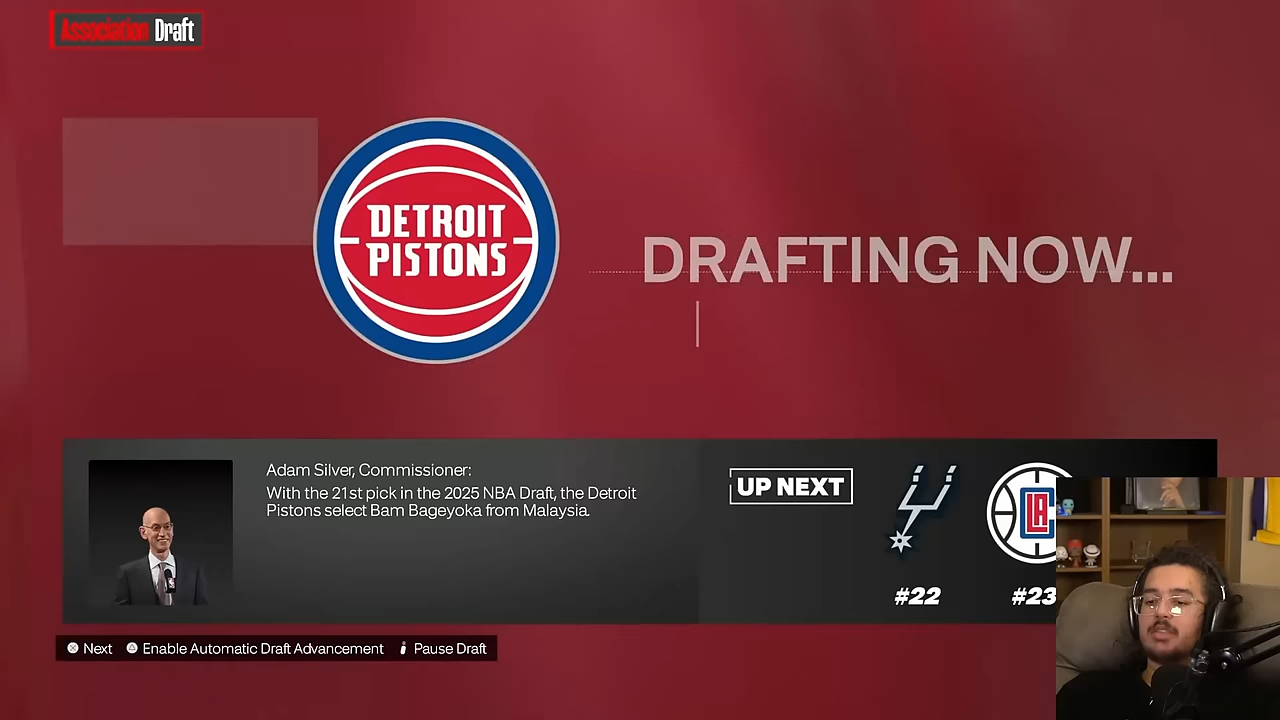 Association Draft
DETROIT
PISTONS
DRAFTING NOW...
Adam Silver, Commissioner:
With the 21st pick in the 2025 NBA Draft, the Detroit
Pistons select Bam Bageyoka from Malaysia.
UP NEXT
LA
#22
#23
Next
Enable Automatic Draft Advancement
Pause Draft